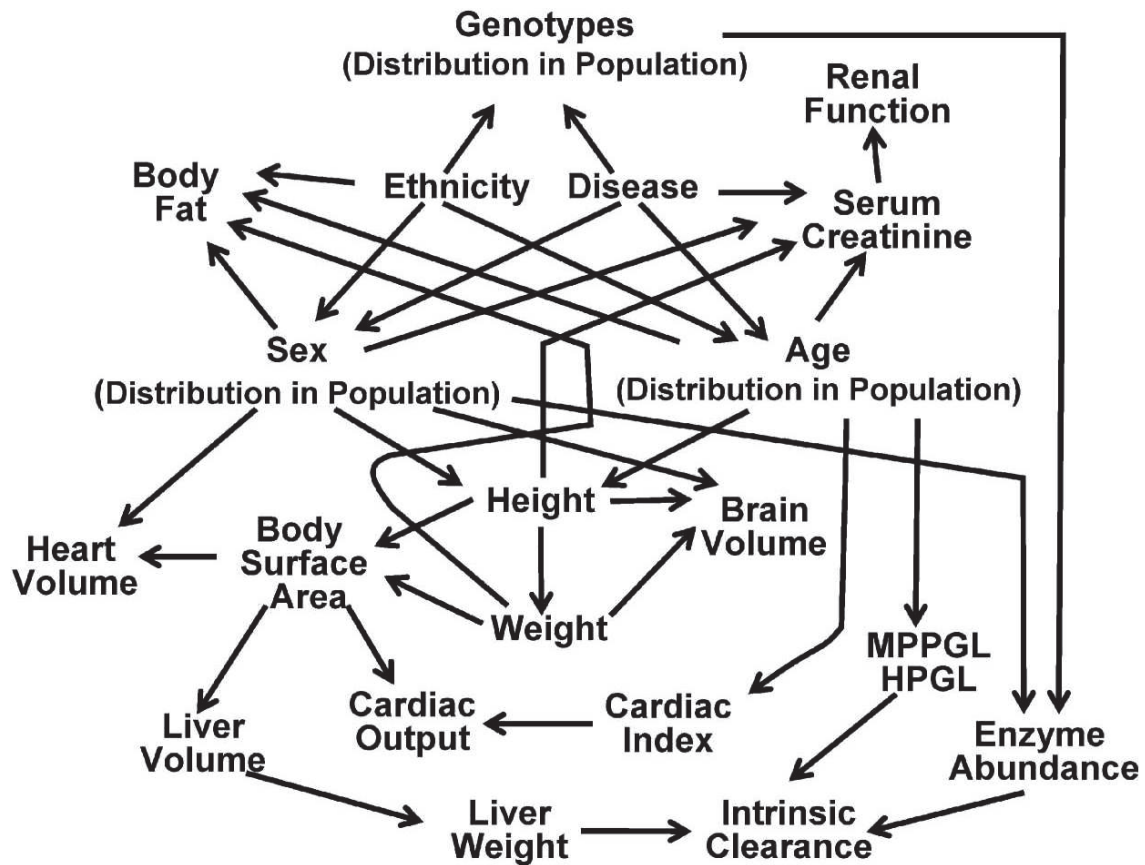 Genotypes
(Distribution in Population)
Renal
Function
Body
Fat
Ethnicity
Disease
Serum
Creatinine
Sex
(Distribution in Population)
Age
(Distribution in Population)
Height
Brain
Volume
Heart
Volume
Body
Surface
Area
Weight
MPPGL
HPGL
Liver
Volume
Cardiac
Output
Cardiac
Index
Enzyme
Abundance
Liver
Weight
Intrinsic
Clearance